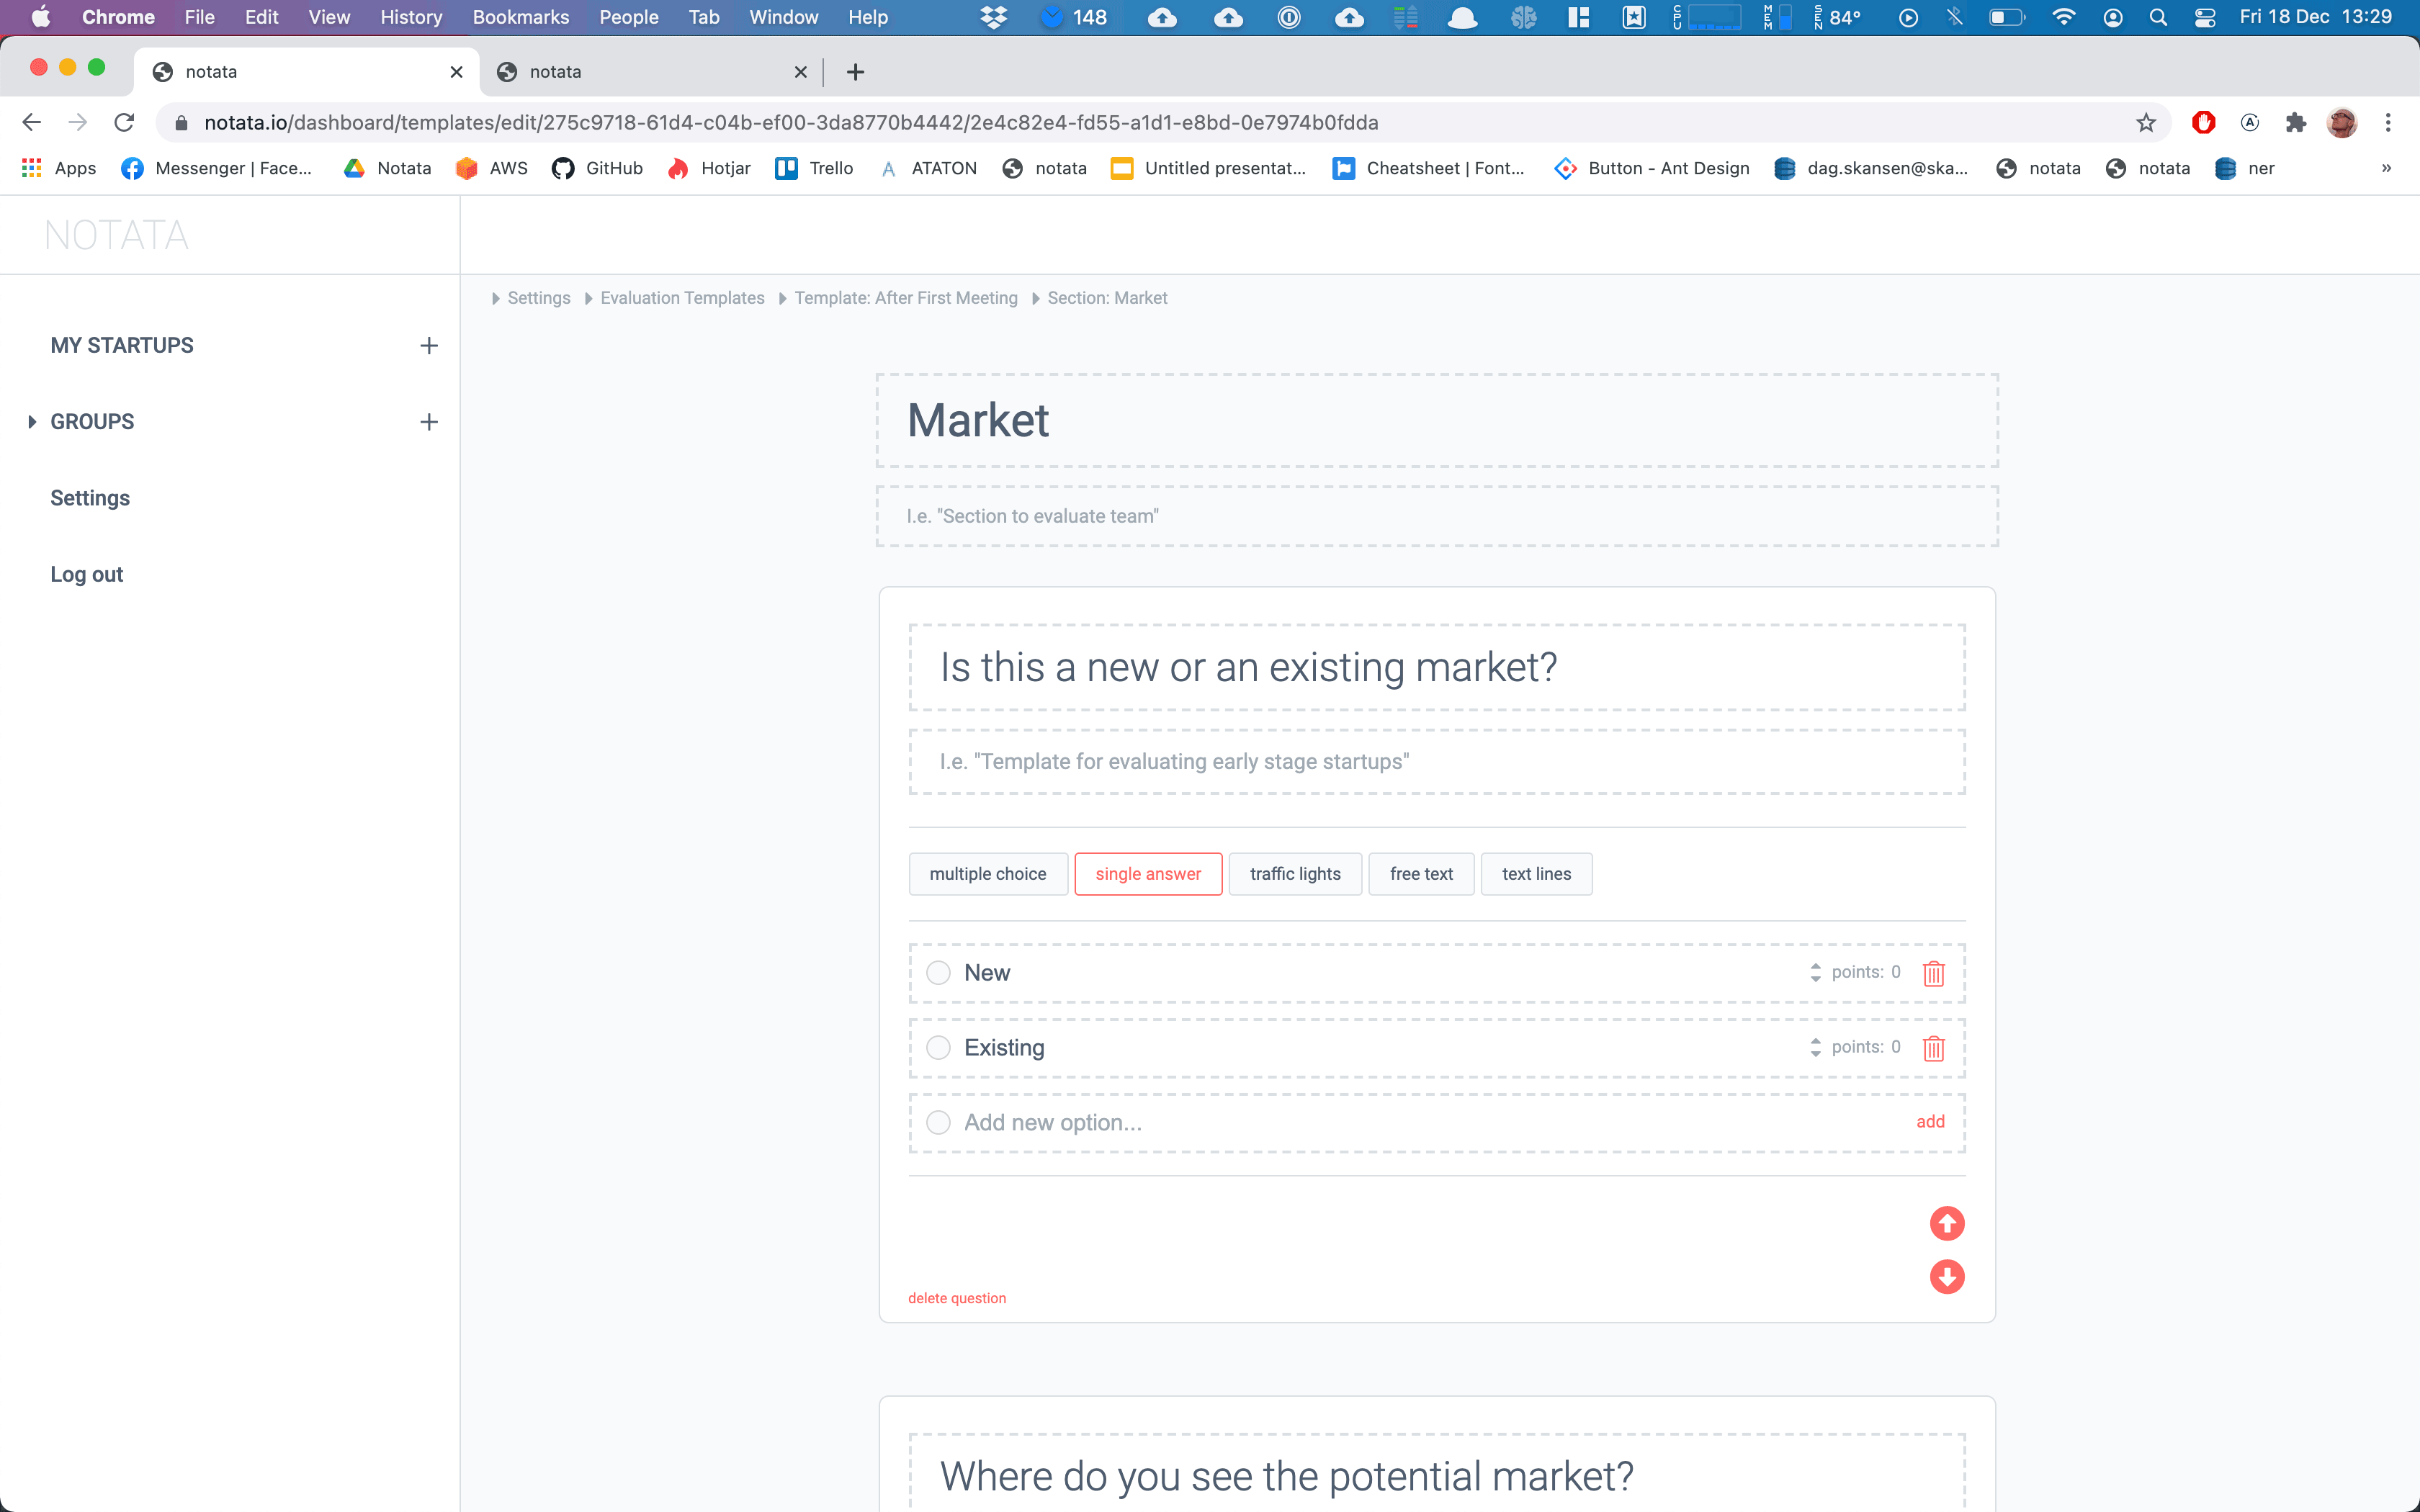 Chrome File Edit View History Bookmarks People Tab Window Help 148 CPU MEM SEN 84° Fri 18 Dec 13:29
notata notata
notata.io/dashboard/templates/edit/275c9718-61d4-c04b-ef00-3da8770b4442/2e4c82e4-fd55-a1d1-e8bd-0e7974b0fdda
Apps Messenger | Face... Notata AWS GitHub Hotjar Trello ATATON notata Untitled presentat... Cheatsheet | Font... Button - Ant Design dag.skansen@ska... notata notata ner »
NOTATA
Settings Evaluation Templates Template: After First Meeting Section: Market
MY STARTUPS
GROUPS
Settings
Log out
Market
I.e. "Section to evaluate team"
Is this a new or an existing market?
I.e. "Template for evaluating early stage startups"
multiple choice single answer traffic lights free text text lines
New points: 0
Existing points: 0
Add new option... add
delete question
Where do you see the potential market?